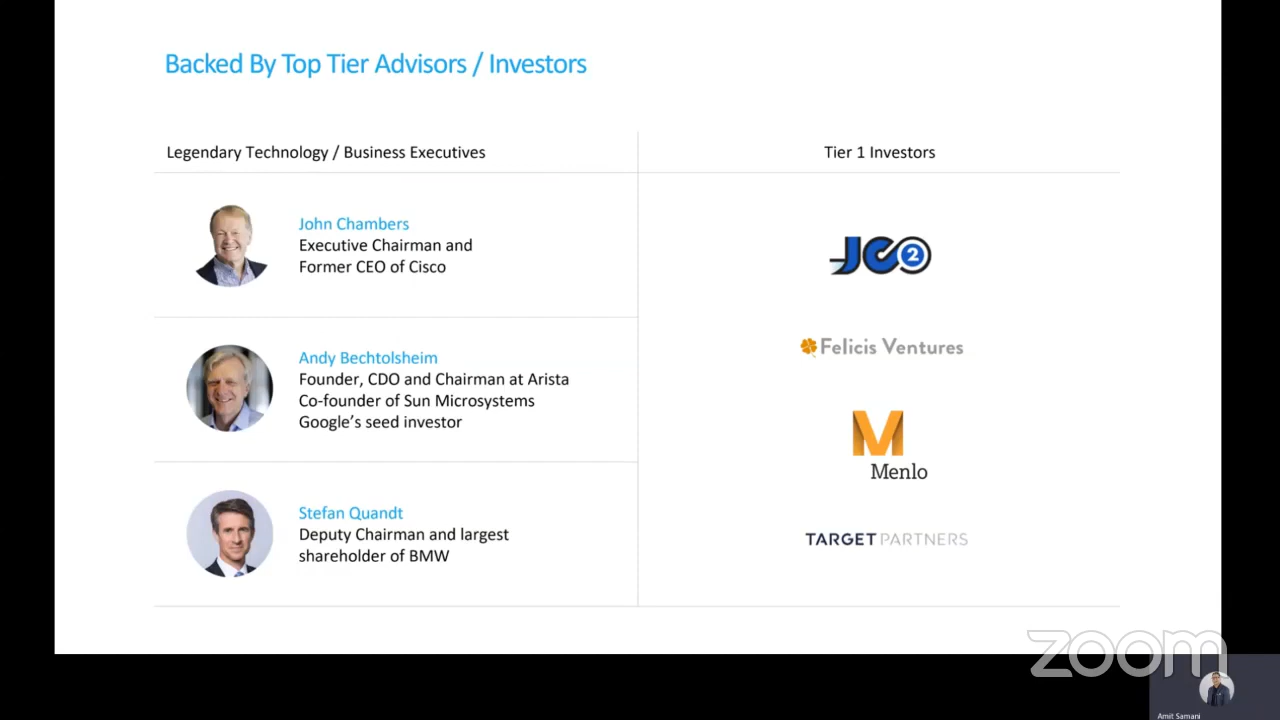 Backed By Top Tier Advisors / Investors
Legendary Technology / Business Executives
Tier 1 Investors
John Chambers
Executive Chairman and
Former CEO of Cisco
Andy Bechtolsheim
Founder, CDO and Chairman at Arista
Co-founder of Sun Microsystems
Google’s seed investor
Stefan Quandt
Deputy Chairman and largest
shareholder of BMW
JC2
Felicis Ventures
M
Menlo
TARGET PARTNERS
zoom
Amit Samani